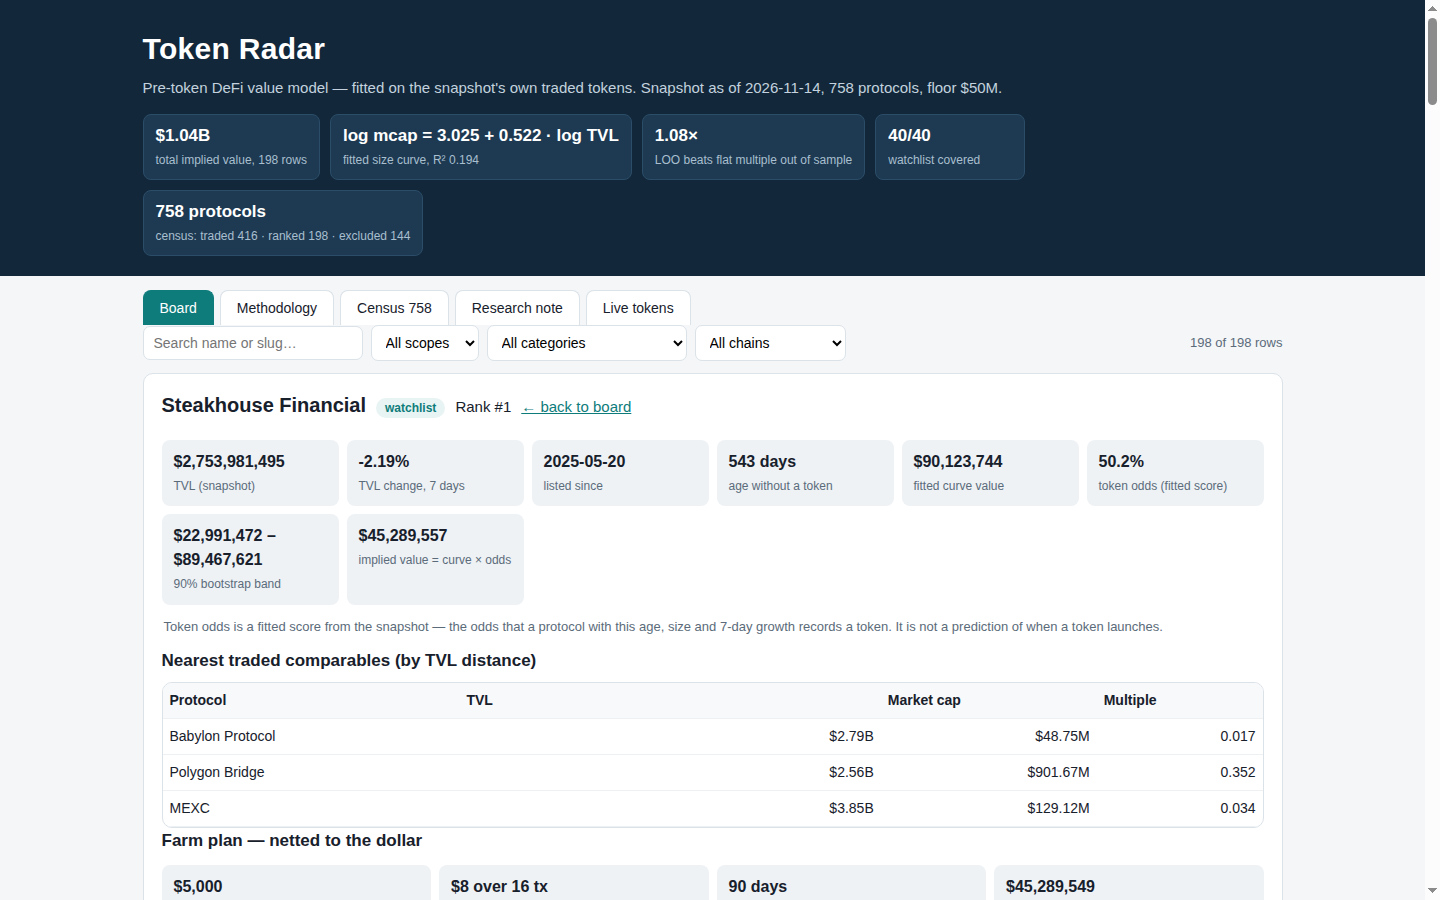 Token Radar
Pre-token DeFi value model — fitted on the snapshot's own traded tokens. Snapshot as of 2026-11-14, 758 protocols, floor $50M.
$1.04B
total implied value, 198 rows
log mcap = 3.025 + 0.522 · log TVL
fitted size curve, R² 0.194
1.08×
LOO beats flat multiple out of sample
40/40
watchlist covered
758 protocols
census: traded 416 · ranked 198 · excluded 144
Board
Methodology
Census 758
Research note
Live tokens
Search name or slug…
All scopes
All categories
All chains
198 of 198 rows
Steakhouse Financial watchlist Rank #1 ← back to board
$2,753,981,495
TVL (snapshot)
-2.19%
TVL change, 7 days
2025-05-20
listed since
543 days
age without a token
$90,123,744
fitted curve value
50.2%
token odds (fitted score)
$22,991,472 –
$89,467,621
90% bootstrap band
$45,289,557
implied value = curve × odds
Token odds is a fitted score from the snapshot — the odds that a protocol with this age, size and 7-day growth records a token. It is not a prediction of when a token launches.
Nearest traded comparables (by TVL distance)
Protocol TVL Market cap Multiple
Babylon Protocol $2.79B $48.75M 0.017
Polygon Bridge $2.56B $901.67M 0.352
MEXC $3.85B $129.12M 0.034
Farm plan — netted to the dollar
$5,000
$8 over 16 tx
90 days
$45,289,549